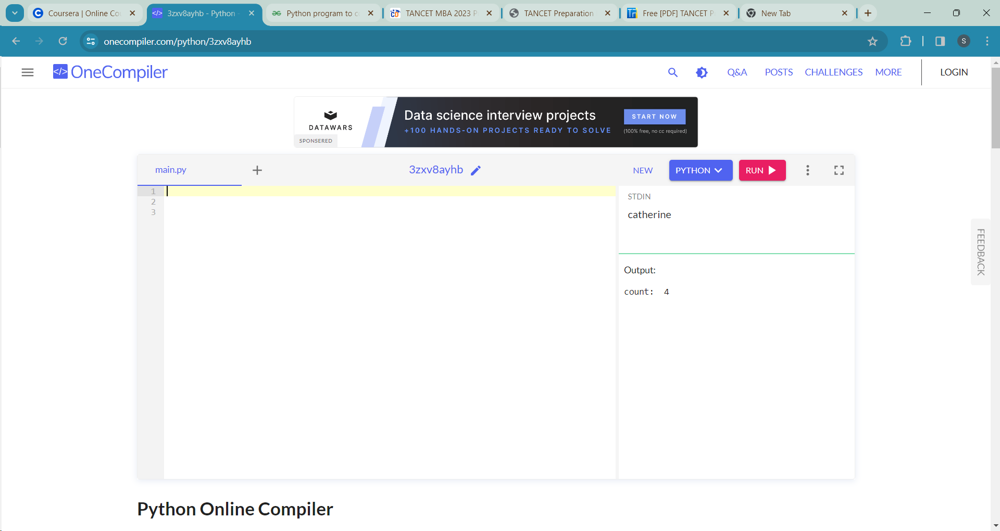 Coursera | Online Co
3zxv8ayhb - Python
Python program to c
TANCET MBA 2023 P
TANCET Preparation
Free [PDF] TANCET P
New Tab
onecompiler.com/python/3zxv8ayhb
S
</> OneCompiler
Q&A
POSTS
CHALLENGES
MORE
LOGIN
DATAWARS
SPONSERED
Data science interview projects
+100 HANDS-ON PROJECTS READY TO SOLVE
START NOW
(100% free, no cc required)
main.py
3zxv8ayhb
NEW
PYTHON
RUN
1
2
3
STDIN
catherine
Output:
count:  4
FEEDBACK
Python Online Compiler